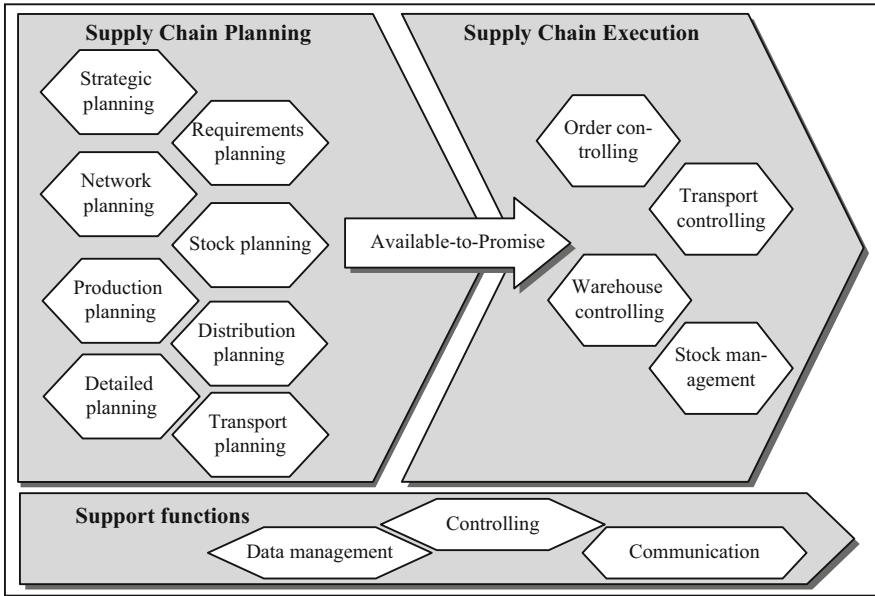 Supply Chain Planning
Strategic
planning
Requirements
planning
Network
planning
Stock planning
Production
planning
Distribution
planning
Detailed
planning
Transport
planning
Available-to-Promise
Supply Chain Execution
Order con-
trolling
Transport
controlling
Warehouse
controlling
Stock man-
agement
Support functions
Controlling
Data management
Communication